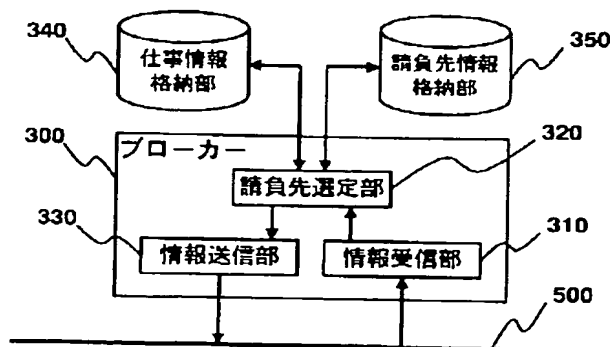 340
仕事情報
格納部
請負先情報
格納部
350
300
ブローカー
320
請負先選定部
330
情報送信部
情報受信部
310
500